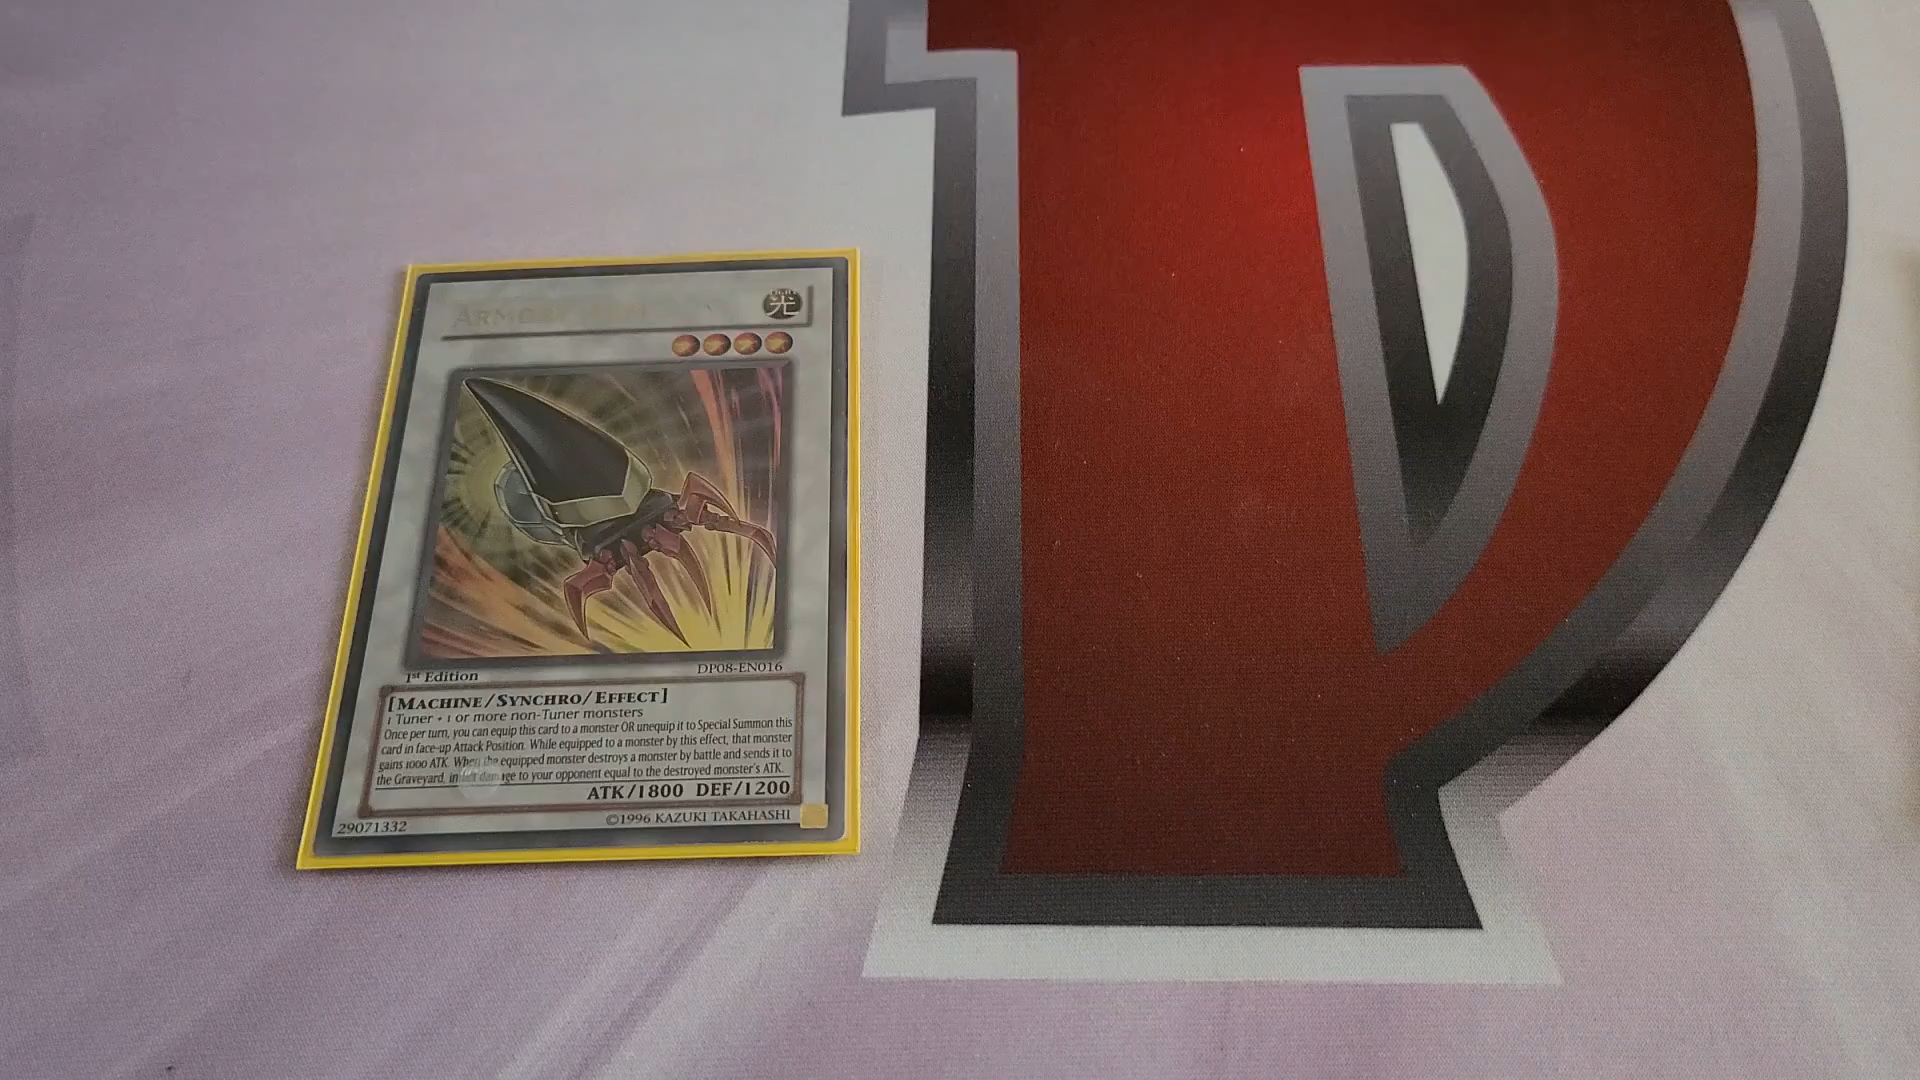 ARMORY ARM
LIGHT
光
1st Edition
DP08-EN016
[MACHINE/SYNCHRO/EFFECT]
1 Tuner + 1 or more non-Tuner monsters
Once per turn, you can equip this card to a monster OR unequip it to Special Summon this
card in face-up Attack Position. While equipped to a monster by this effect, that monster
gains 1000 ATK. When the equipped monster destroys a monster by battle and sends it to
the Graveyard, inflict damage to your opponent equal to the destroyed monster's ATK.
ATK/1800 DEF/1200
29071332
©1996 KAZUKI TAKAHASHI